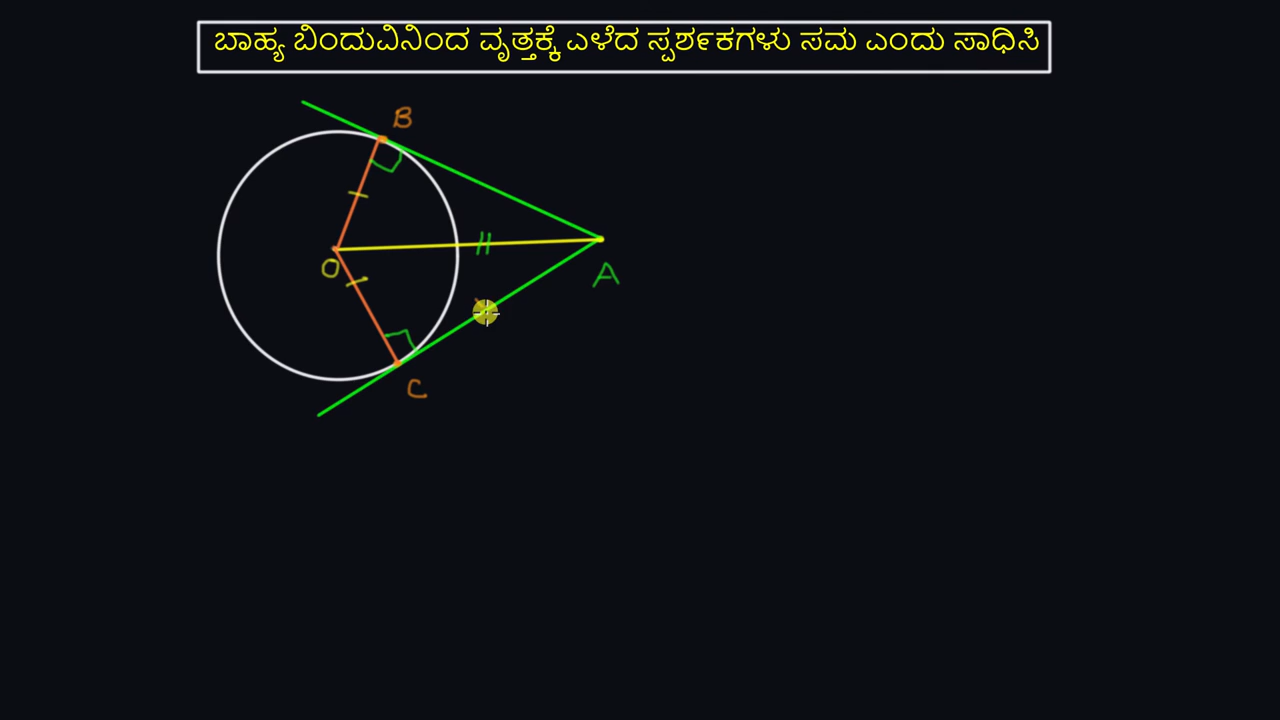 ಬಾಹ್ಯ ಬಿಂದುವಿನಿಂದ ವೃತ್ತಕ್ಕೆ ಎಳೆದ ಸ್ಪರ್ಶಕಗಳು ಸಮ ಎಂದು ಸಾಧಿಸಿ
B
O
A
C